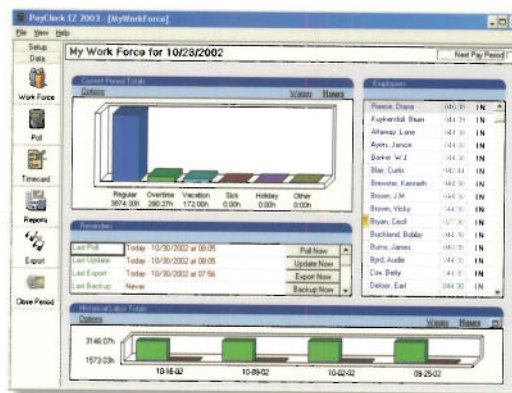 PayClock EZ 2003 - [MyWorkForce]
File View Help
Setup
Data
Work Force
Poll
Timecard
Reports
Export
Close Period
My Work Force for 10/28/2002
Next Pay Period
Current Period Totals
Options
Wages Hours
Regular Overtime Vacation Sick Holiday Other
3874:00h 280:27h 172:00h 0:00h 0:00h 0:00h
Reminders
Last Poll Today - 10/30/2002 at 08:05 Poll Now
Last Update Today - 10/30/2002 at 08:05 Update Now
Last Export Today - 10/30/2002 at 07:56 Export Now
Last Backup Never Backup Now
Employees
Diana IN
Kuykendall, Brian IN
Lane IN
Ayers, Janice IN
Barker, W.J IN
Blair, Curtis IN
Brewster, Kenneth IN
Brown, J.M IN
Brown, Vicky IN
Bryan, Cecil IN
Buckland, Bobby IN
Burns, James IN
Byrd, Audie IN
Cox, Betty IN
Earl IN
Historical Labor Totals
Options
Wages Hours
3146:07h
1573:03h
10-16-02 10-09-02 10-02-02 09-25-02